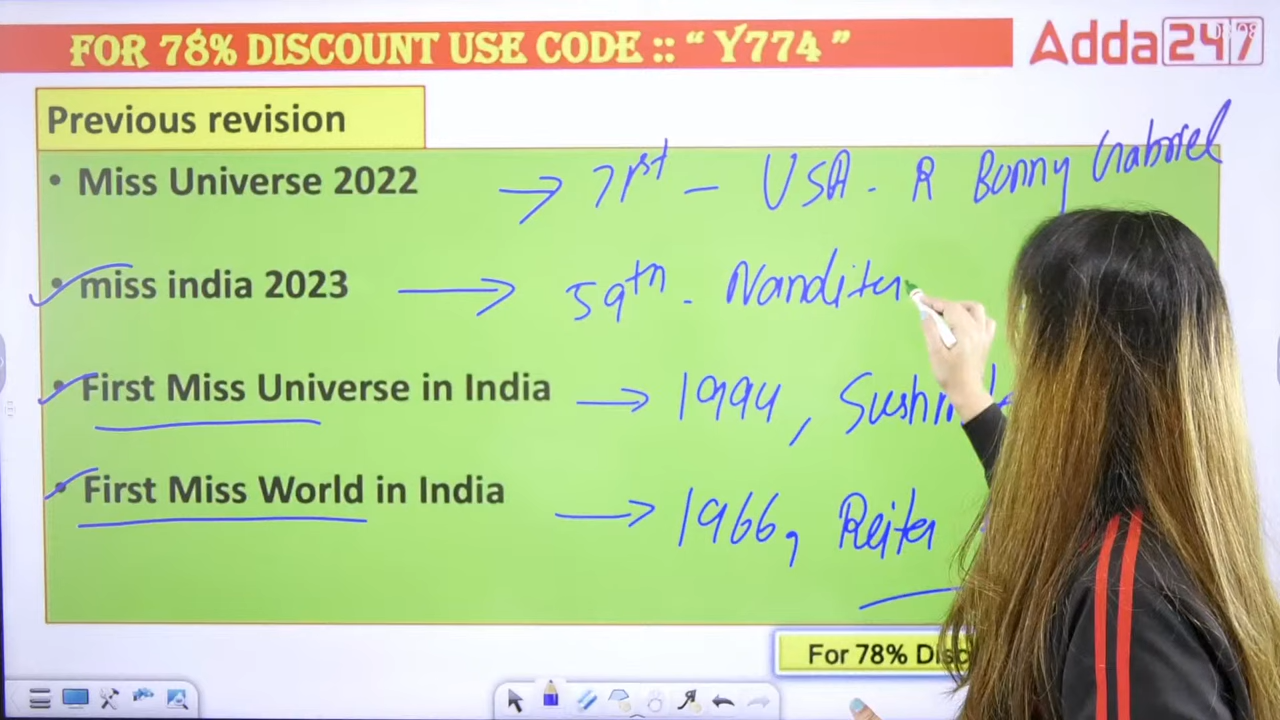 FOR 78% DISCOUNT USE CODE :: “ Y774 ”
Adda247
Previous revision
• Miss Universe 2022 → 71st - USA - R Bonny Gabriel
• miss india 2023 → 59th - Nandita
• First Miss Universe in India → 1994, Sushm
• First Miss World in India → 1966, Reita
For 78% Disc